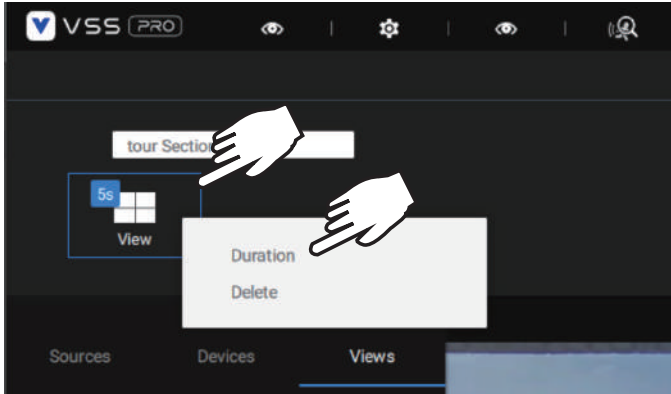 VSS PRO
tour Section
5s
View
Duration
Delete
Sources Devices Views